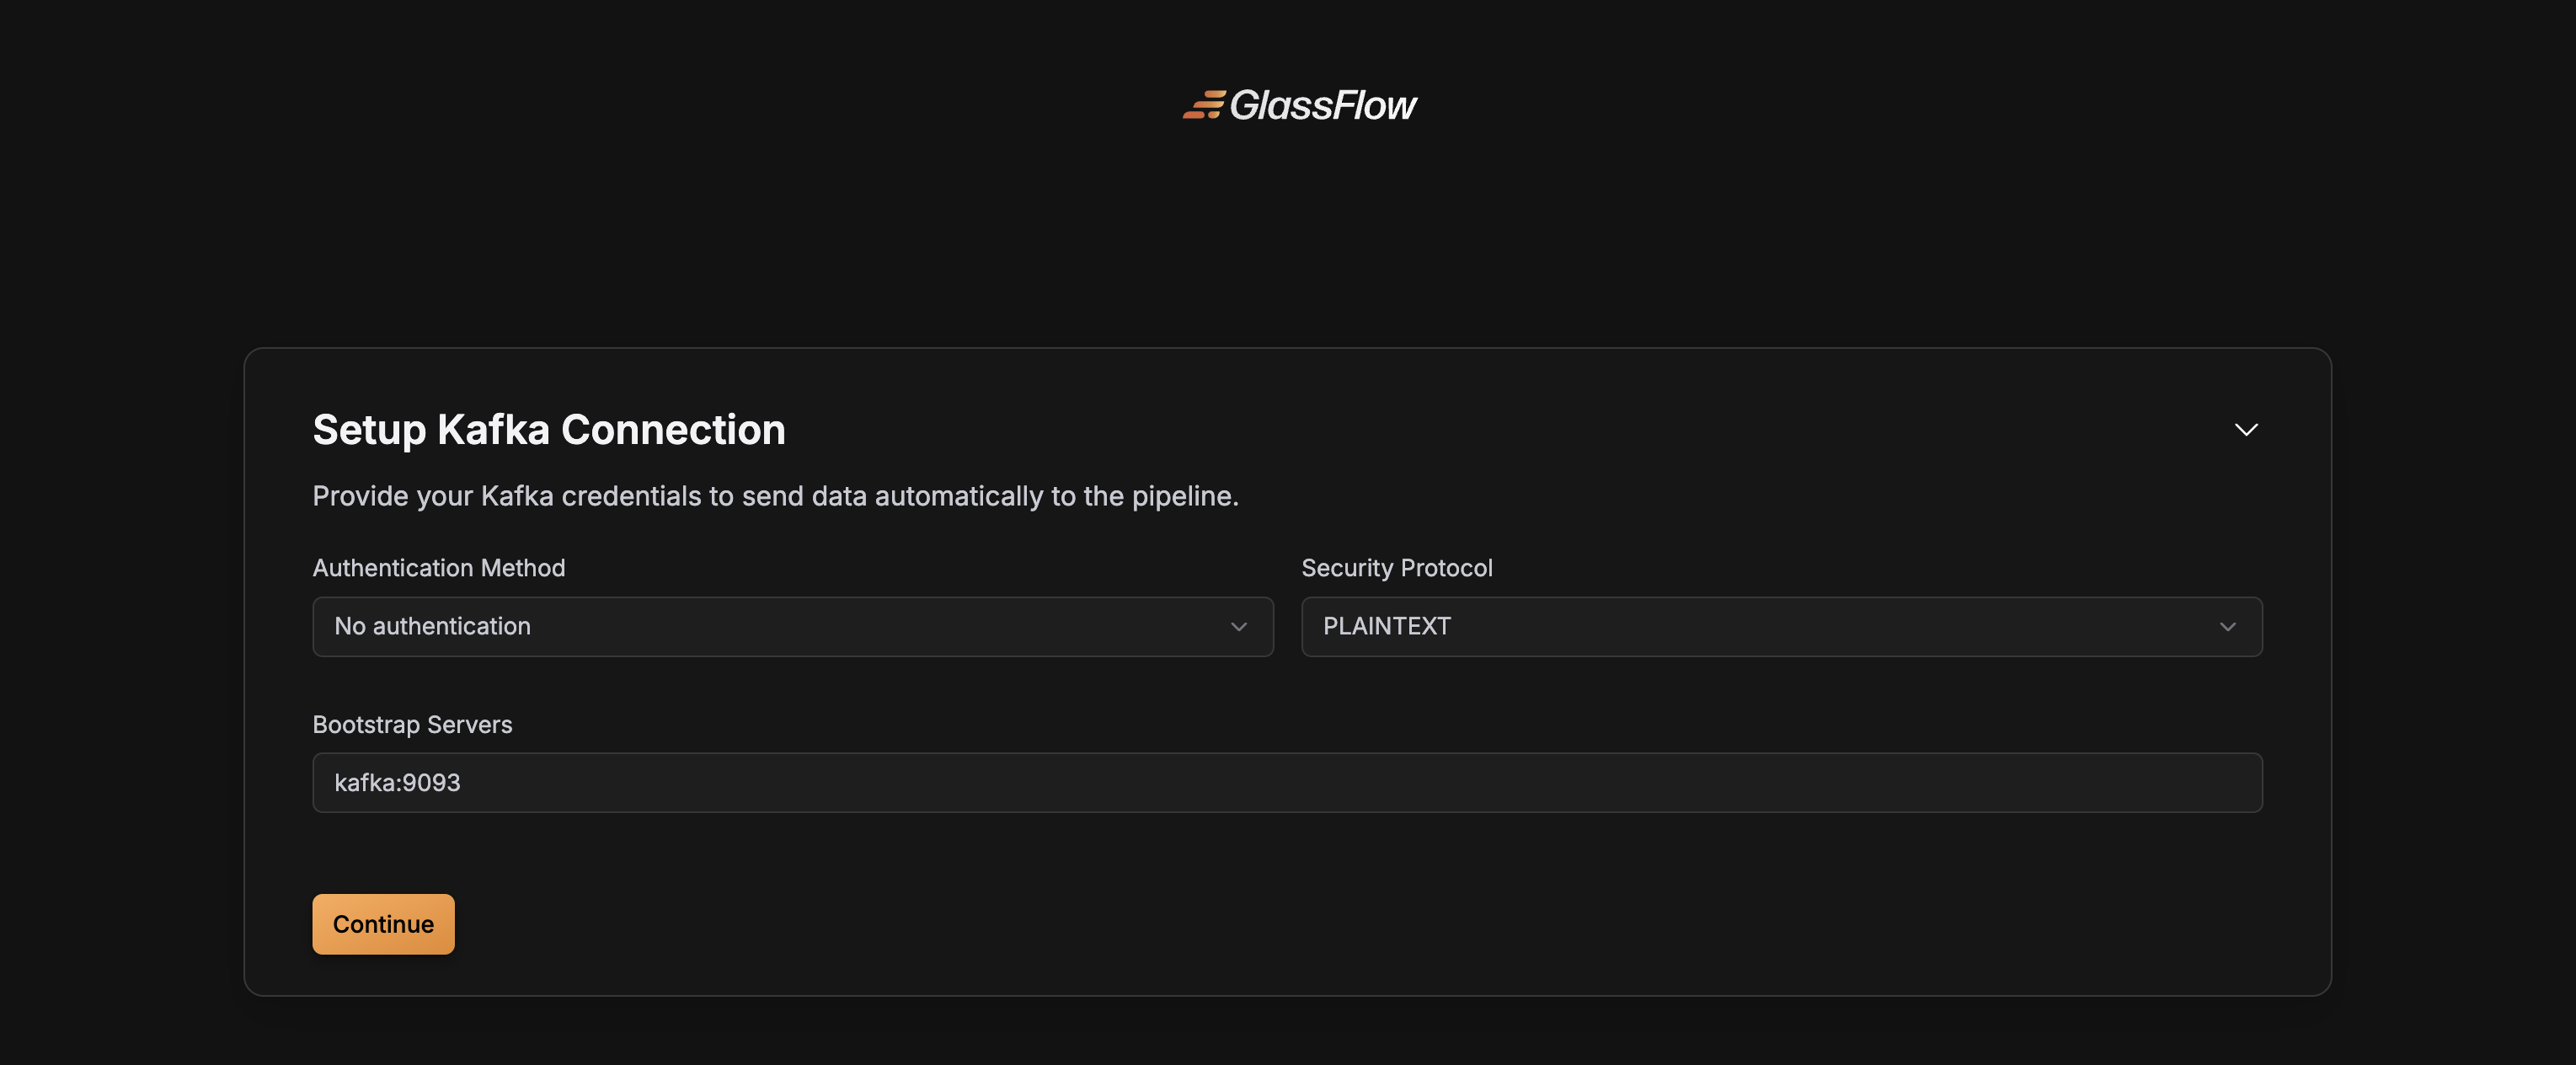 GlassFlow
Setup Kafka Connection
Provide your Kafka credentials to send data automatically to the pipeline.
Authentication Method
Security Protocol
No authentication
PLAINTEXT
Bootstrap Servers
kafka:9093
Continue